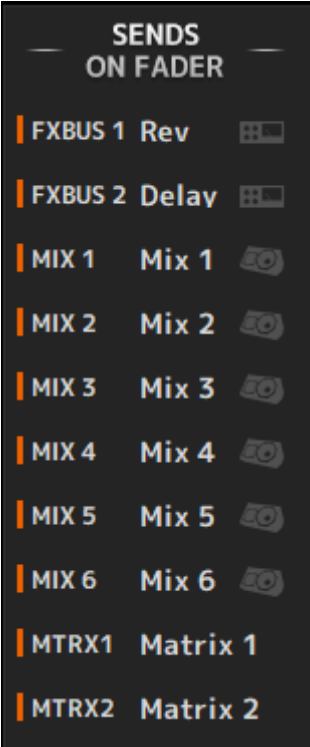 SENDS
ON FADER
FXBUS 1 Rev
FXBUS 2 Delay
MIX 1 Mix 1
MIX 2 Mix 2
MIX 3 Mix 3
MIX 4 Mix 4
MIX 5 Mix 5
MIX 6 Mix 6
MTRX1 Matrix 1
MTRX2 Matrix 2